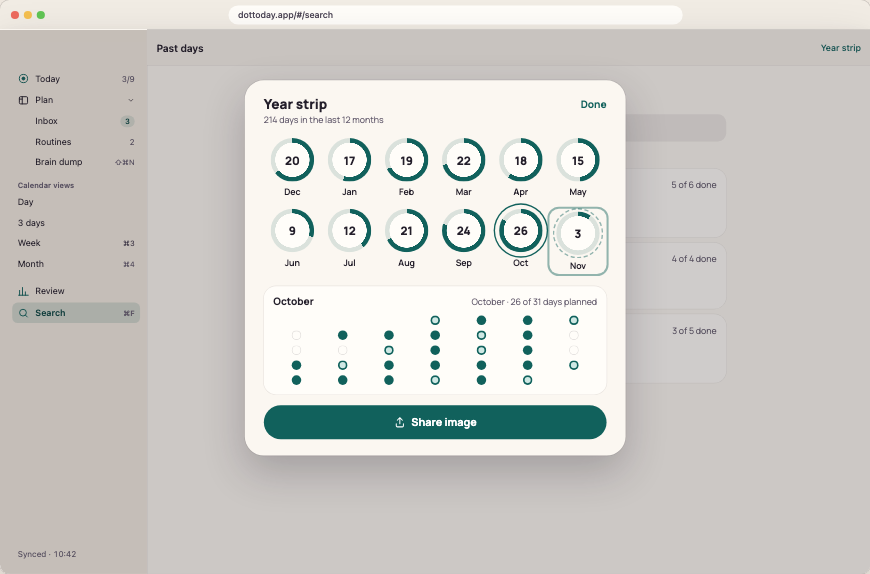 dottoday.app/#/search
Past days
Year strip
Today 3/9
Plan
Inbox 3
Routines 2
Brain dump ⇧⌘N
Calendar views
Day
3 days
Week ⌘3
Month ⌘4
Review
Search ⌘F
Synced · 10:42
Year strip
Done
214 days in the last 12 months
20 17 19 22 18 15
Dec Jan Feb Mar Apr May
9 12 21 24 26 3
Jun Jul Aug Sep Oct Nov
October
October · 26 of 31 days planned
Share image
5 of 6 done
4 of 4 done
3 of 5 done